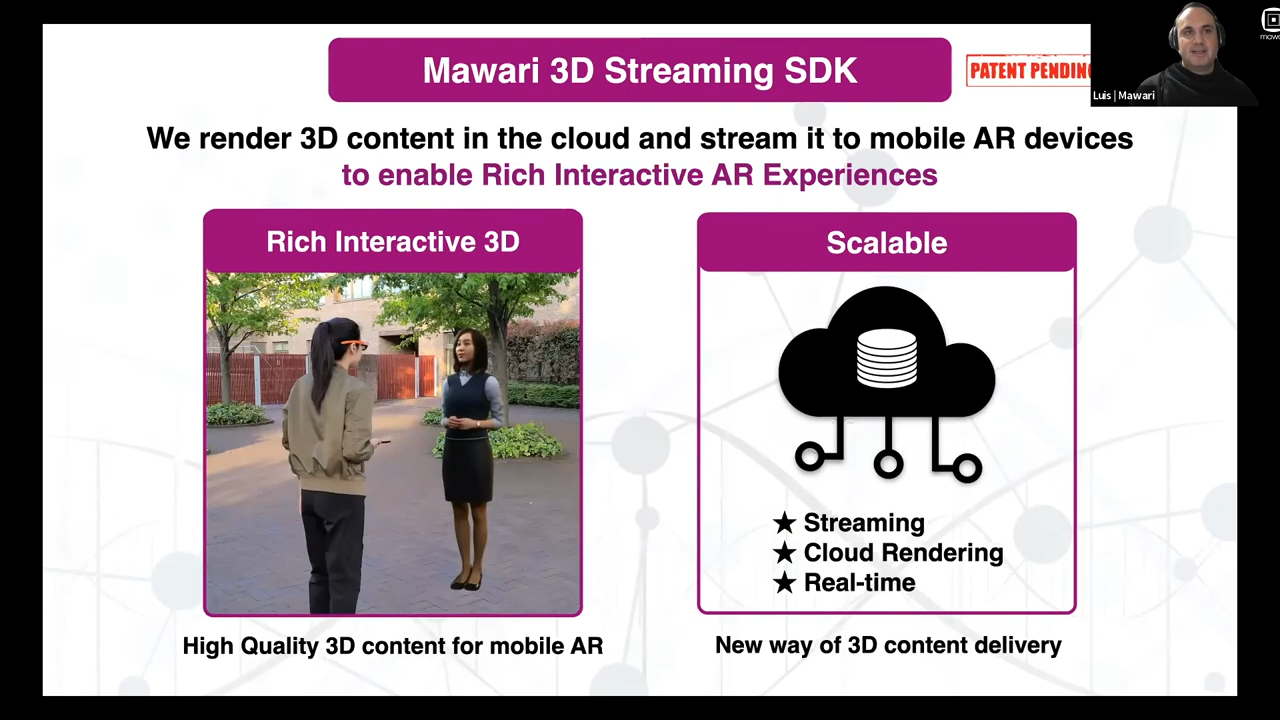 Mawari 3D Streaming SDK
PATENT PENDING
Luis | Mawari
We render 3D content in the cloud and stream it to mobile AR devices
to enable Rich Interactive AR Experiences
Rich Interactive 3D
Scalable
★ Streaming
★ Cloud Rendering
★ Real-time
High Quality 3D content for mobile AR
New way of 3D content delivery